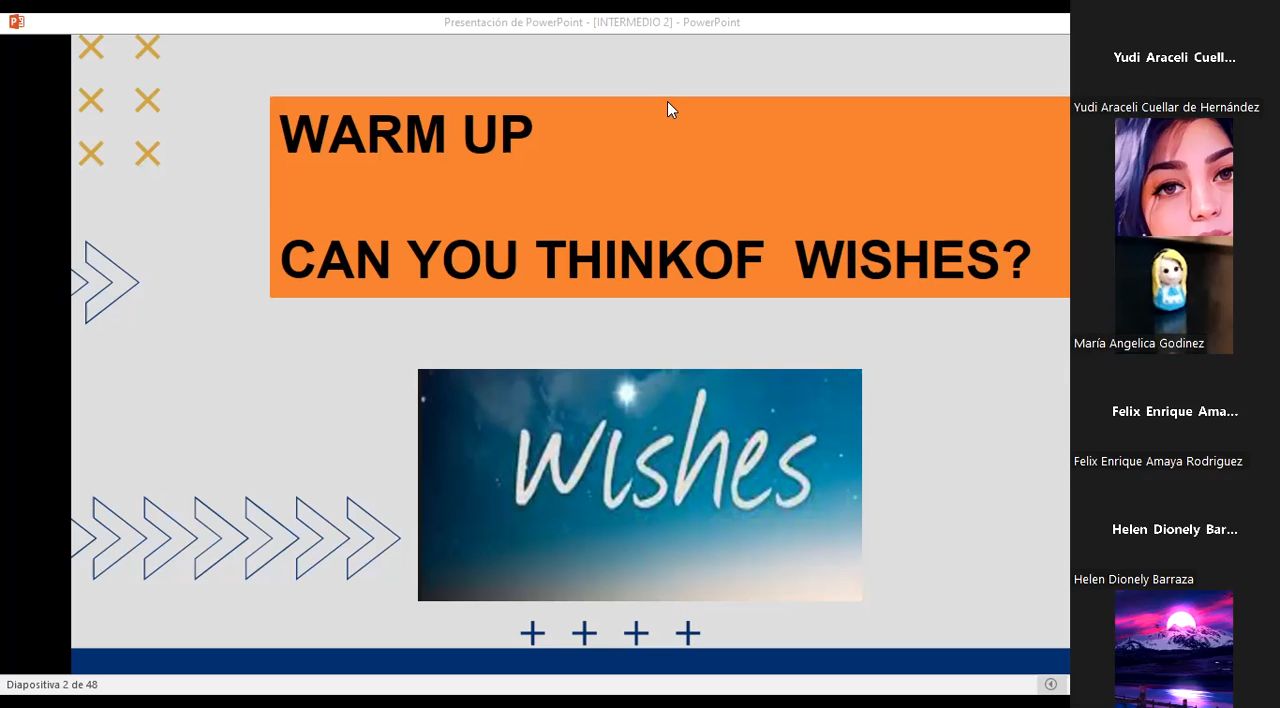 Presentación de PowerPoint - [INTERMEDIO 2] - PowerPoint
WARM UP
CAN YOU THINKOF WISHES?
wishes
Diapositiva 2 de 48
Yudi Araceli Cuell...
Yudi Araceli Cuellar de Hernández
María Angelica Godinez
Felix Enrique Ama...
Felix Enrique Amaya Rodriguez
Helen Dionely Bar...
Helen Dionely Barraza